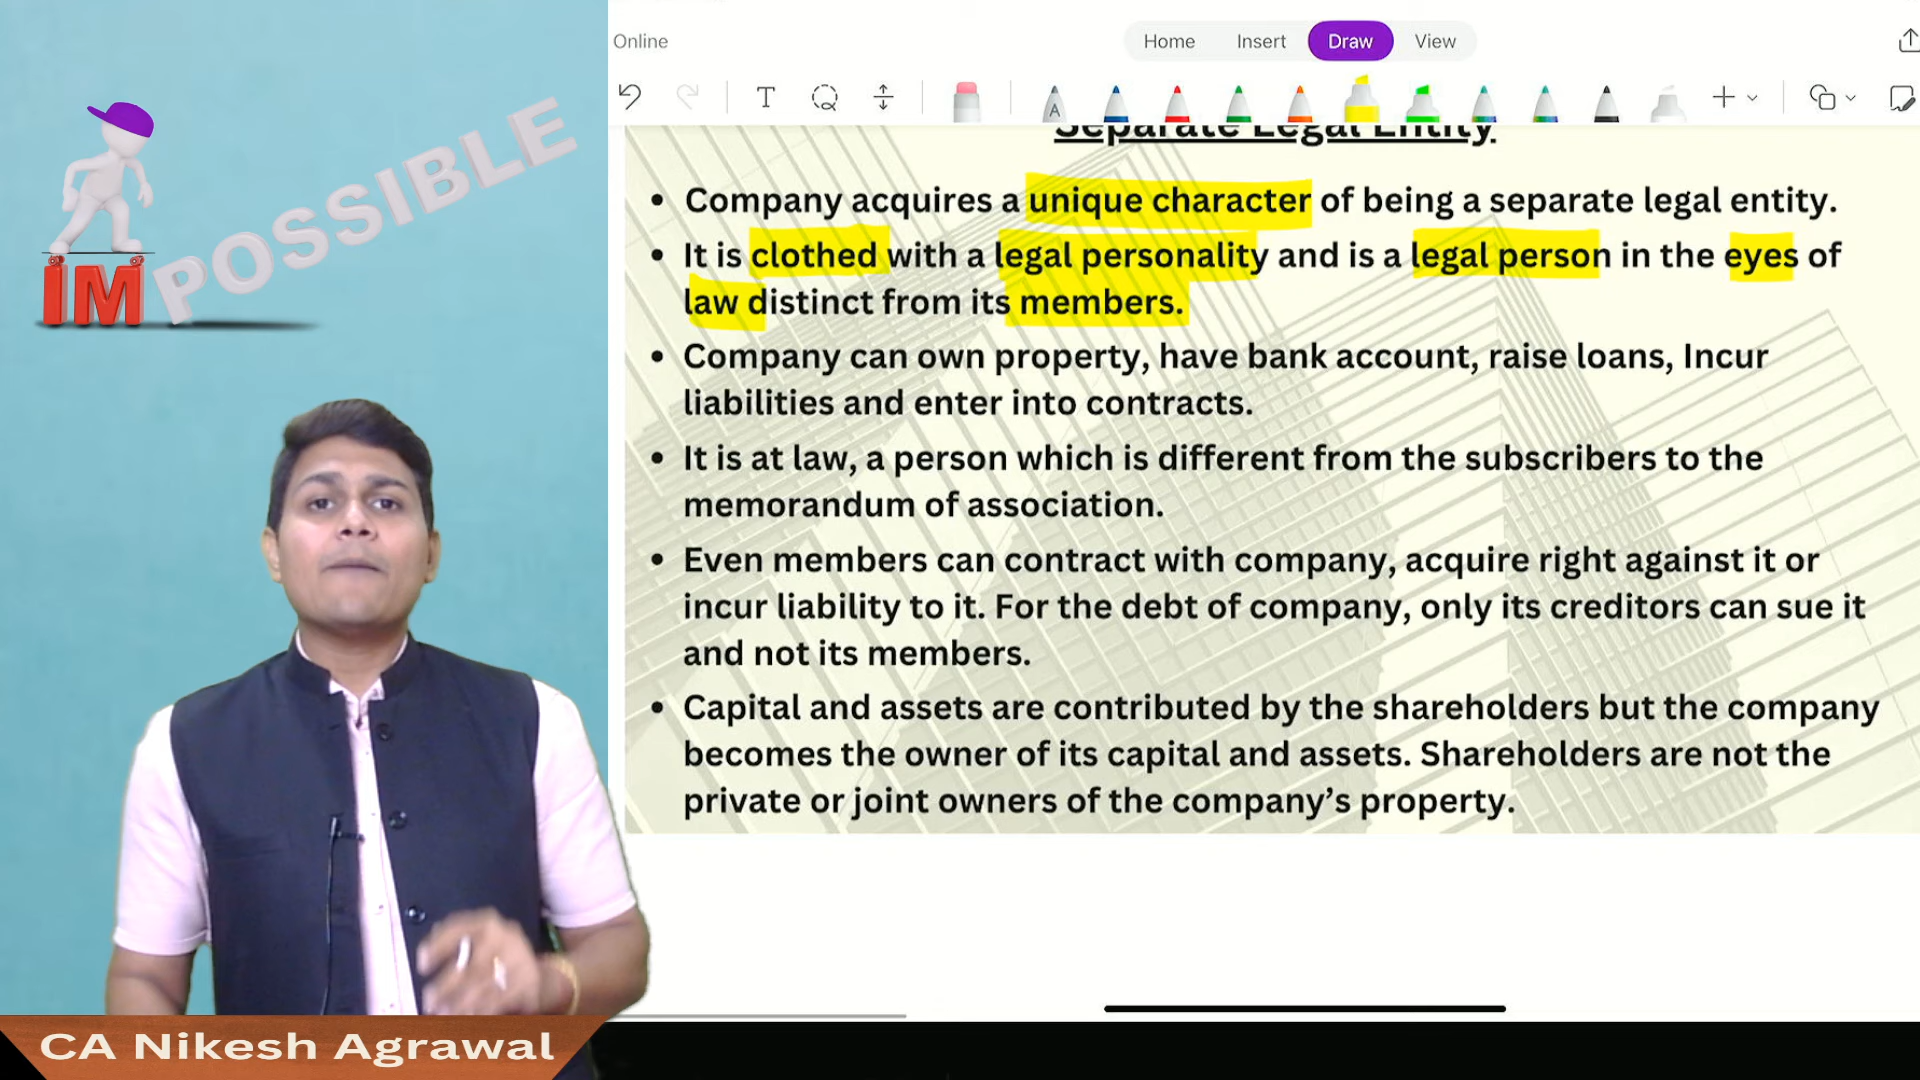 IMPOSSIBLE
Online
Home Insert Draw View
T
A
Separate Legal Entity
• Company acquires a unique character of being a separate legal entity.
• It is clothed with a legal personality and is a legal person in the eyes of
law distinct from its members.
• Company can own property, have bank account, raise loans, Incur
liabilities and enter into contracts.
• It is at law, a person which is different from the subscribers to the
memorandum of association.
• Even members can contract with company, acquire right against it or
incur liability to it. For the debt of company, only its creditors can sue it
and not its members.
• Capital and assets are contributed by the shareholders but the company
becomes the owner of its capital and assets. Shareholders are not the
private or joint owners of the company’s property.
CA Nikesh Agrawal